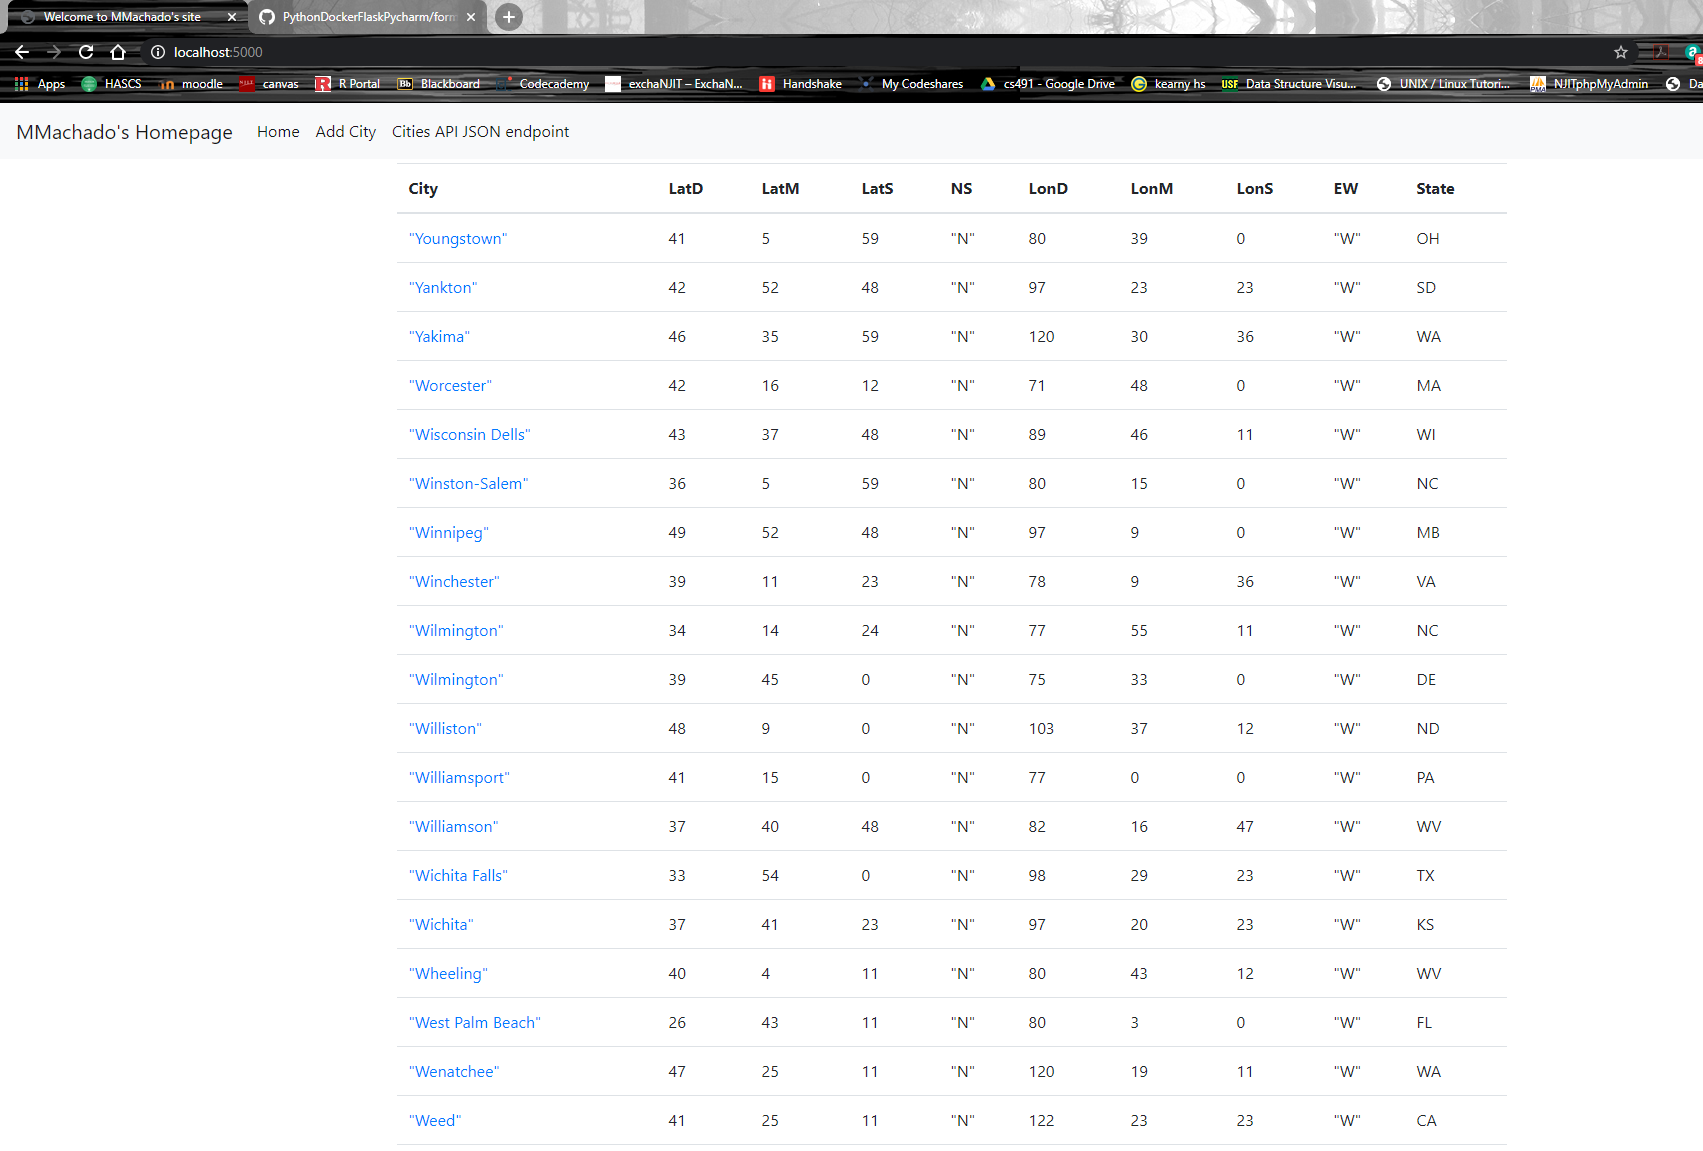 Welcome to MMachado's site PythonDockerFlaskPycharm/form
localhost:5000
Apps HASCS moodle canvas R Portal Blackboard Codecademy exchaNJIT – ExchaN... Handshake My Codeshares cs491 - Google Drive kearny hs Data Structure Visu... UNIX / Linux Tutori... NJITphpMyAdmin Da
MMachado's Homepage Home Add City Cities API JSON endpoint
City LatD LatM LatS NS LonD LonM LonS EW State
"Youngstown" 41 5 59 "N" 80 39 0 "W" OH
"Yankton" 42 52 48 "N" 97 23 23 "W" SD
"Yakima" 46 35 59 "N" 120 30 36 "W" WA
"Worcester" 42 16 12 "N" 71 48 0 "W" MA
"Wisconsin Dells" 43 37 48 "N" 89 46 11 "W" WI
"Winston-Salem" 36 5 59 "N" 80 15 0 "W" NC
"Winnipeg" 49 52 48 "N" 97 9 0 "W" MB
"Winchester" 39 11 23 "N" 78 9 36 "W" VA
"Wilmington" 34 14 24 "N" 77 55 11 "W" NC
"Wilmington" 39 45 0 "N" 75 33 0 "W" DE
"Williston" 48 9 0 "N" 103 37 12 "W" ND
"Williamsport" 41 15 0 "N" 77 0 0 "W" PA
"Williamson" 37 40 48 "N" 82 16 47 "W" WV
"Wichita Falls" 33 54 0 "N" 98 29 23 "W" TX
"Wichita" 37 41 23 "N" 97 20 23 "W" KS
"Wheeling" 40 4 11 "N" 80 43 12 "W" WV
"West Palm Beach" 26 43 11 "N" 80 3 0 "W" FL
"Wenatchee" 47 25 11 "N" 120 19 11 "W" WA
"Weed" 41 25 11 "N" 122 23 23 "W" CA